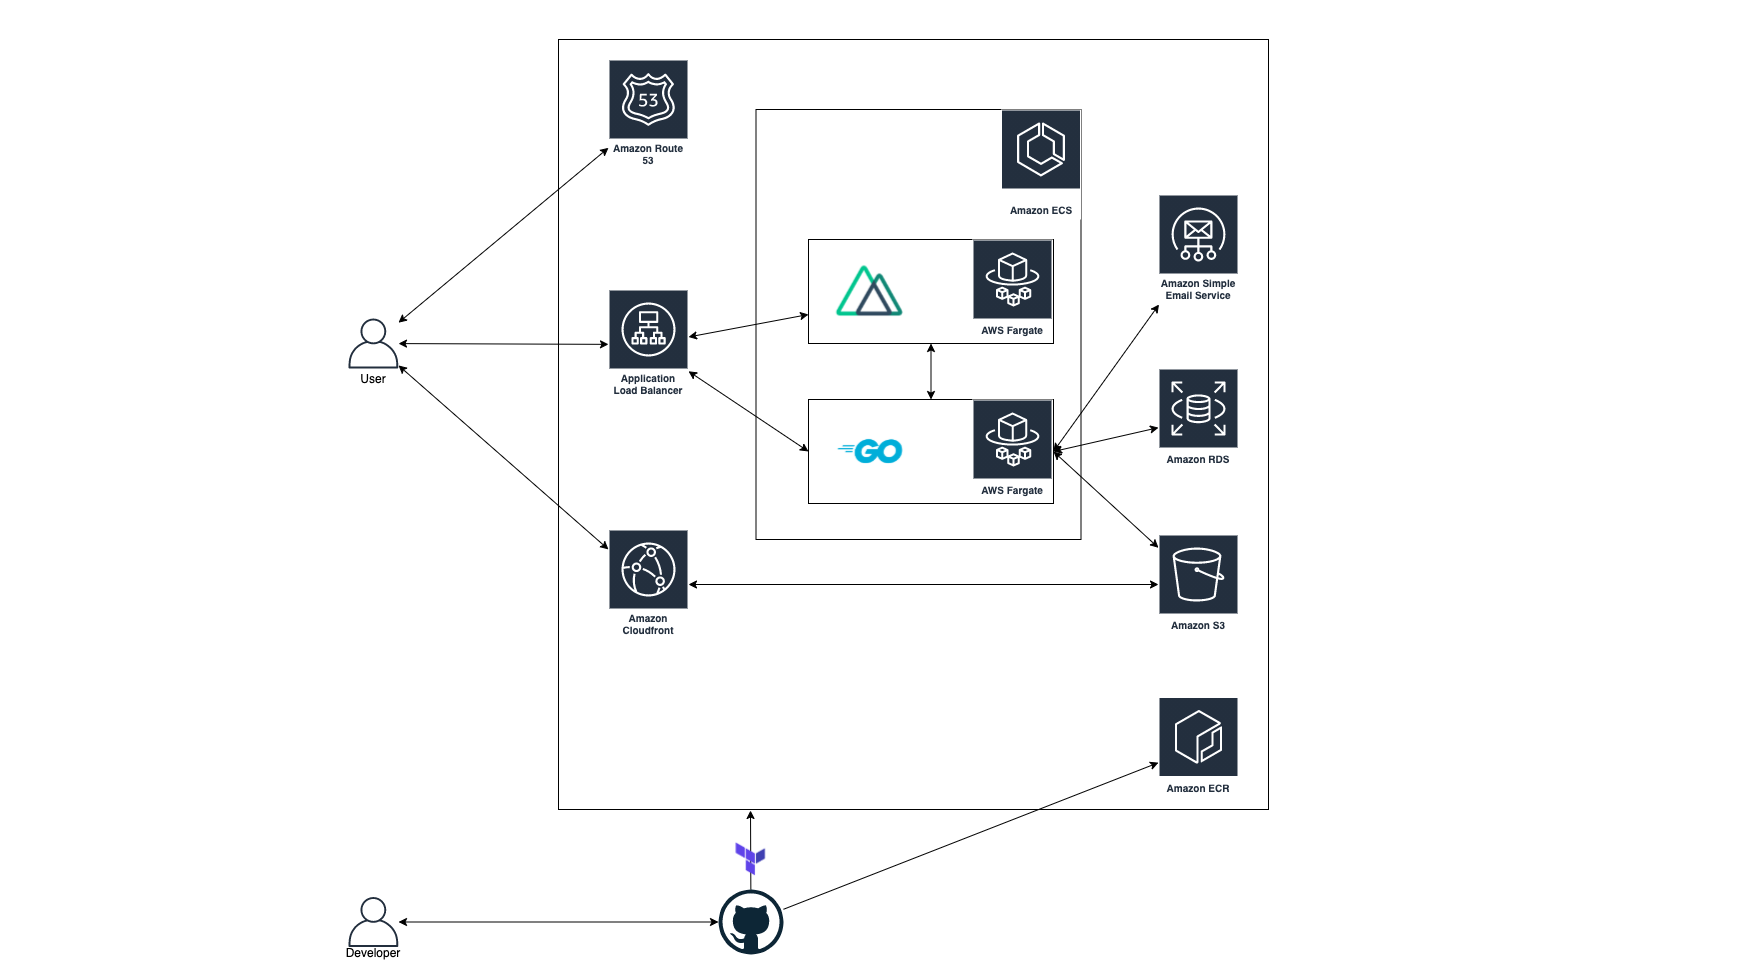 53
Amazon Route
53
Amazon ECS
Amazon Simple
Email Service
AWS Fargate
User
Application
Load Balancer
GO
AWS Fargate
Amazon RDS
Amazon
Cloudfront
Amazon S3
Amazon ECR
Developer